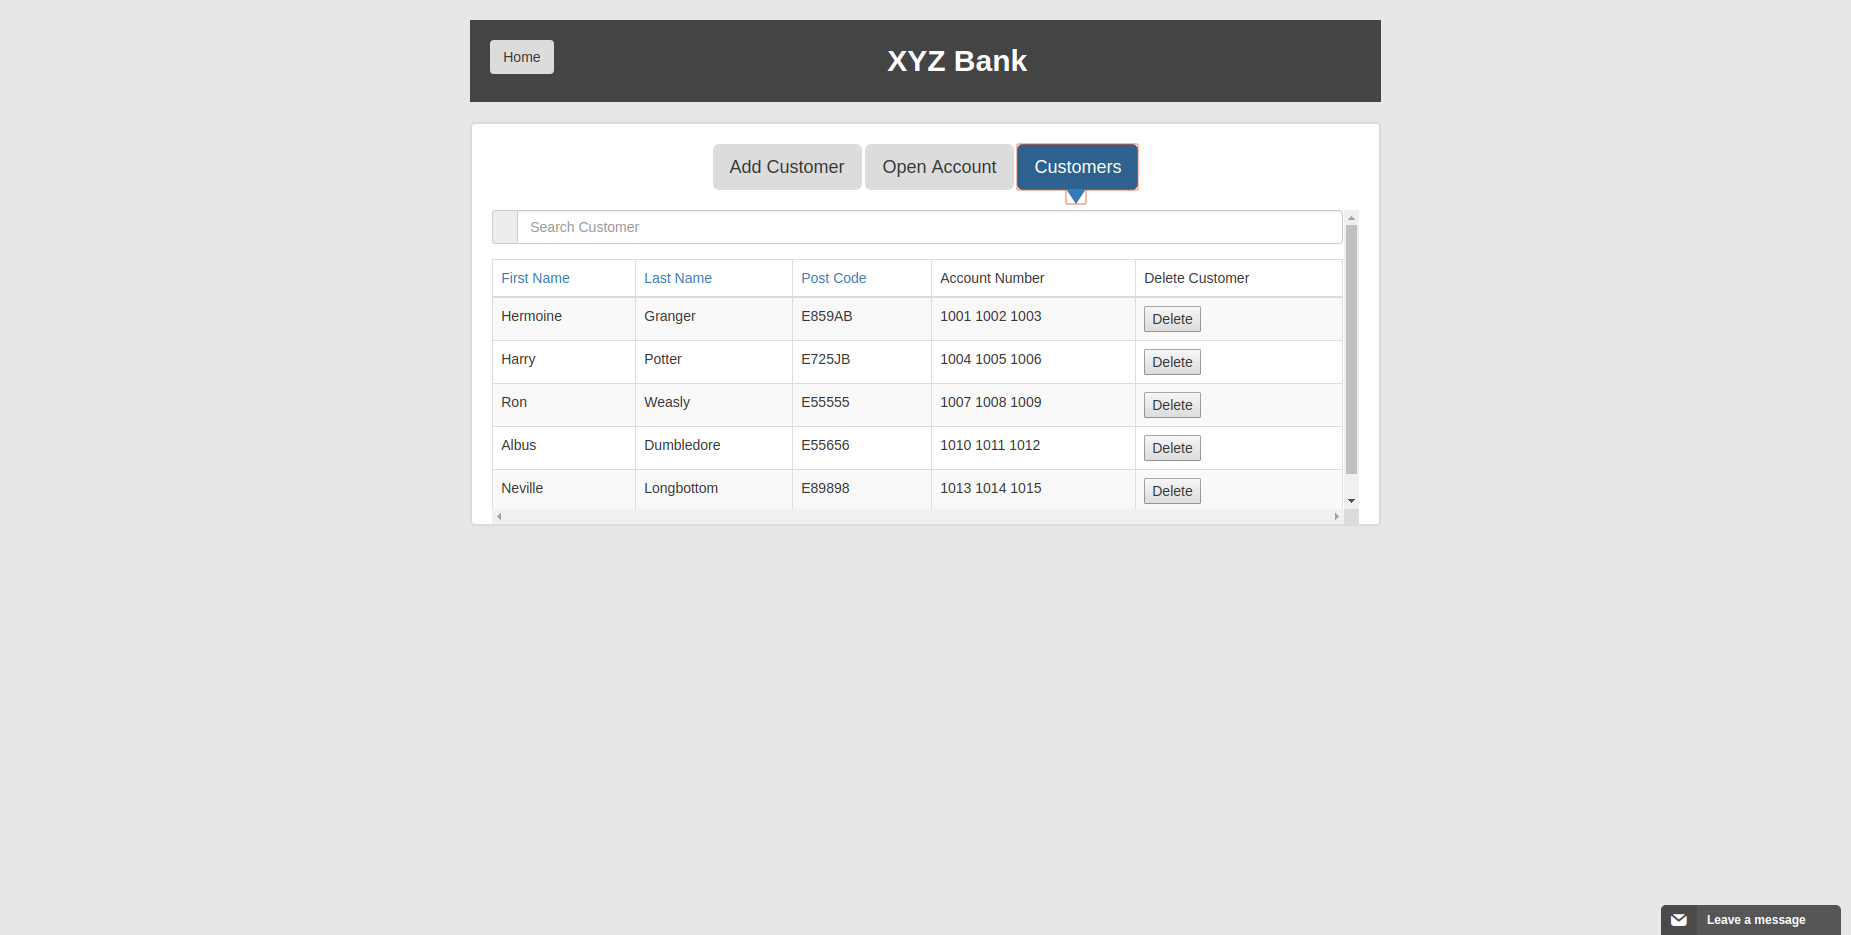 Home
XYZ Bank
Add Customer Open Account Customers
Search Customer
First Name Last Name Post Code Account Number Delete Customer
Hermoine Granger E859AB 1001 1002 1003 Delete
Harry Potter E725JB 1004 1005 1006 Delete
Ron Weasly E55555 1007 1008 1009 Delete
Albus Dumbledore E55656 1010 1011 1012 Delete
Neville Longbottom E89898 1013 1014 1015 Delete
Leave a message